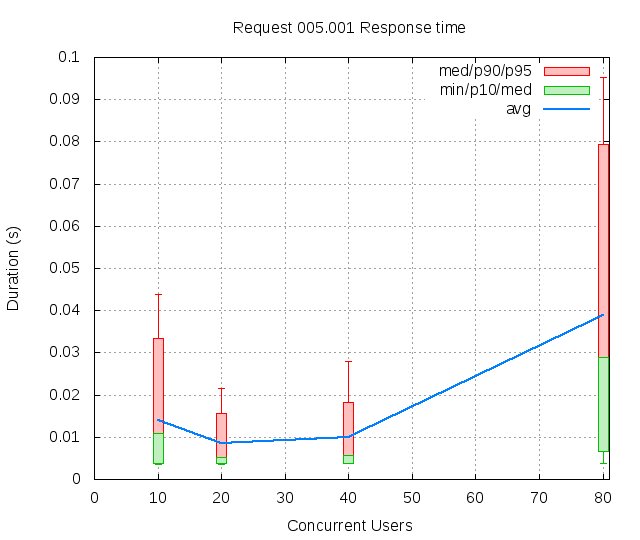 Request 005.001 Response time
0.1
0.09
0.08
0.07
0.06
0.05
0.04
0.03
0.02
0.01
0
Duration (s)
med/p90/p95
min/p10/med
avg
0 10 20 30 40 50 60 70 80
Concurrent Users